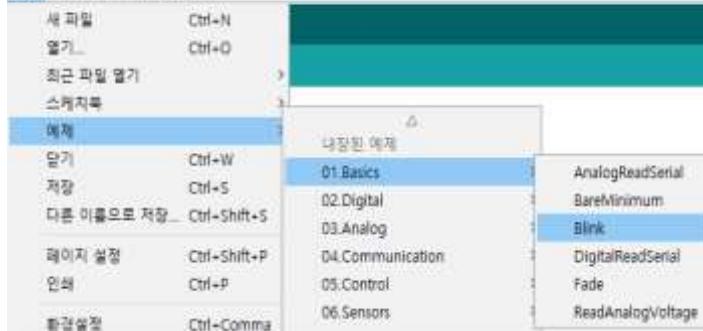 새 파일 Ctrl+N
열기... Ctrl+O
최근 파일 열기
스케치북
예제
닫기 Ctrl+W
저장 Ctrl+S
다른 이름으로 저장... Ctrl+Shift+S
페이지 설정 Ctrl+Shift+P
인쇄 Ctrl+P
환경설정 Ctrl+Comma
내장된 예제
01.Basics
02.Digital
03.Analog
04.Communication
05.Control
06.Sensors
AnalogReadSerial
BareMinimum
Blink
DigitalReadSerial
Fade
ReadAnalogVoltage